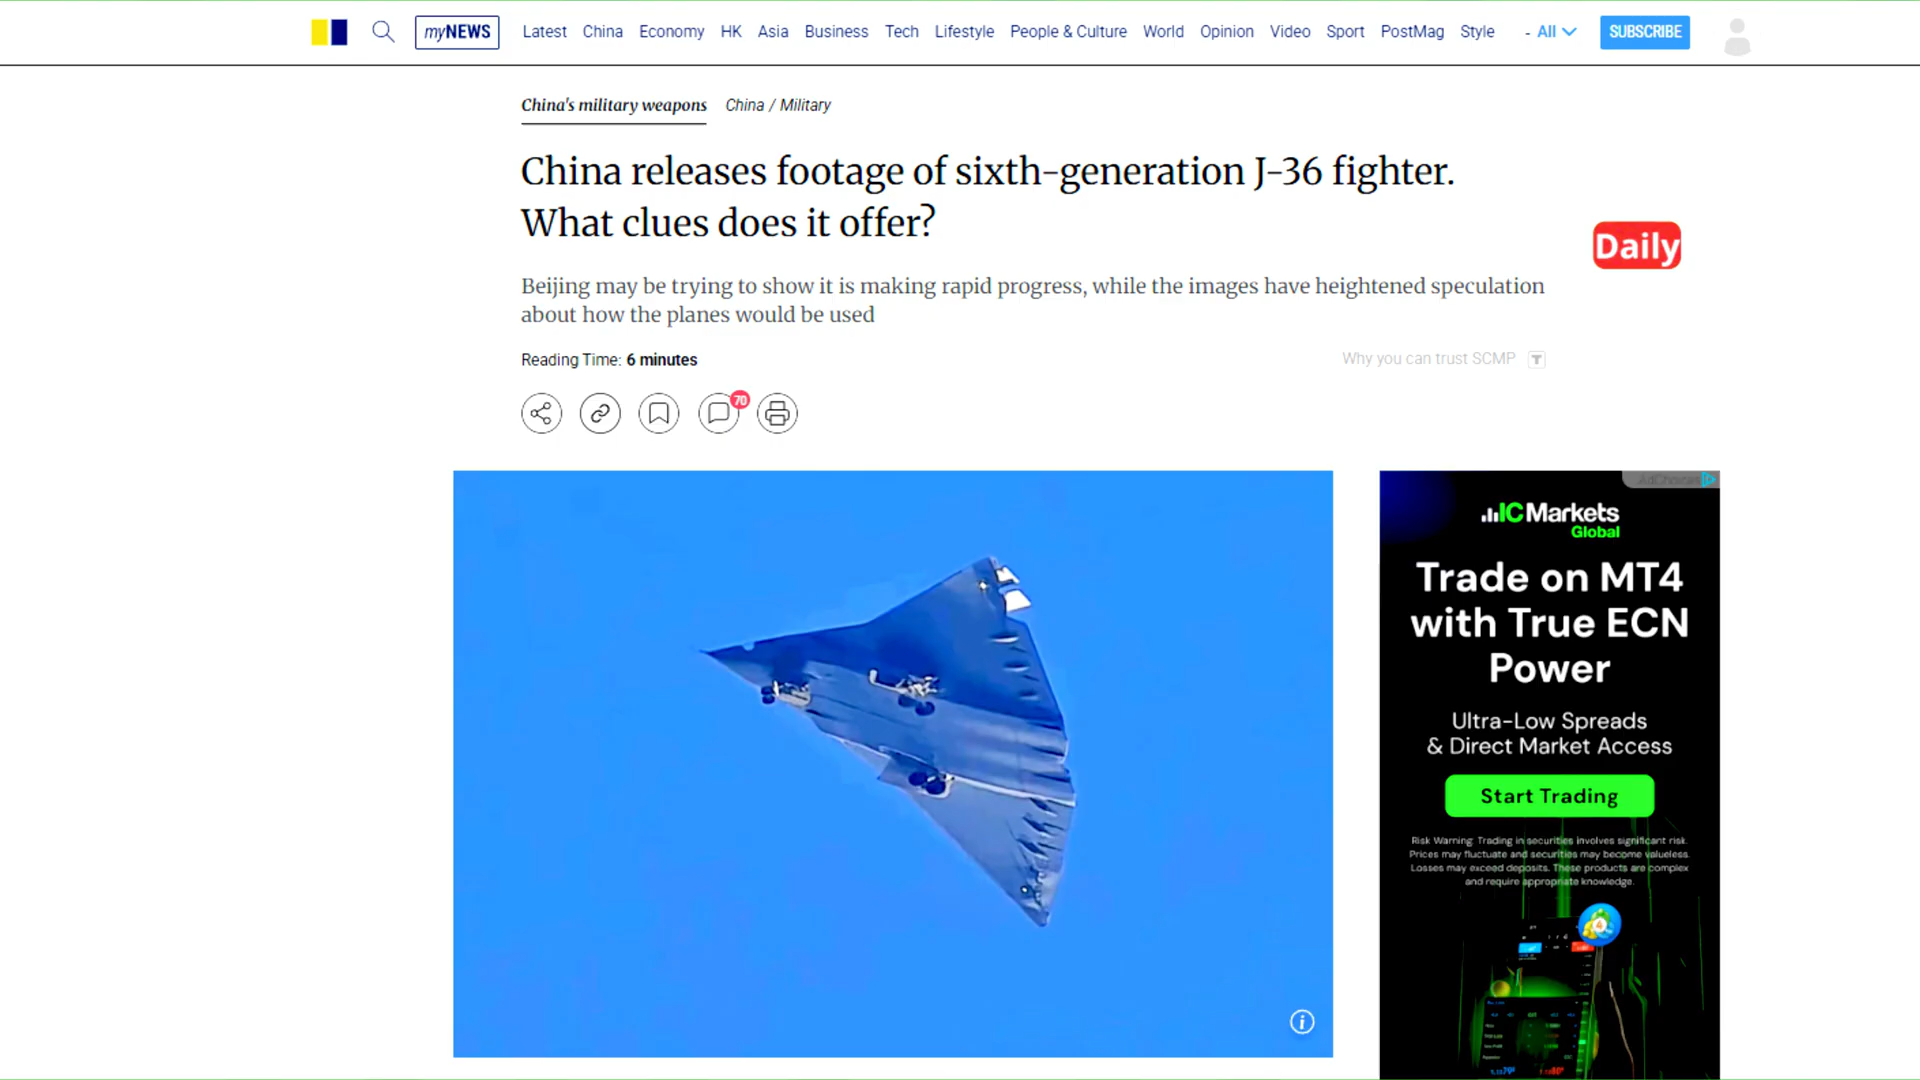 myNEWS
Latest China Economy HK Asia Business Tech Lifestyle People & Culture World Opinion Video Sport PostMag Style - All
SUBSCRIBE
China's military weapons China / Military
China releases footage of sixth-generation J-36 fighter.
What clues does it offer?
Daily
Beijing may be trying to show it is making rapid progress, while the images have heightened speculation
about how the planes would be used
Reading Time: 6 minutes
Why you can trust SCMP T
70
AdChoices
IC Markets
Global
Trade on MT4
with True ECN
Power
Ultra-Low Spreads
& Direct Market Access
Start Trading
Risk Warning: Trading in securities involves significant risk.
Prices may fluctuate and securities may become valueless.
Losses may exceed deposits. These products are complex
and require appropriate knowledge.